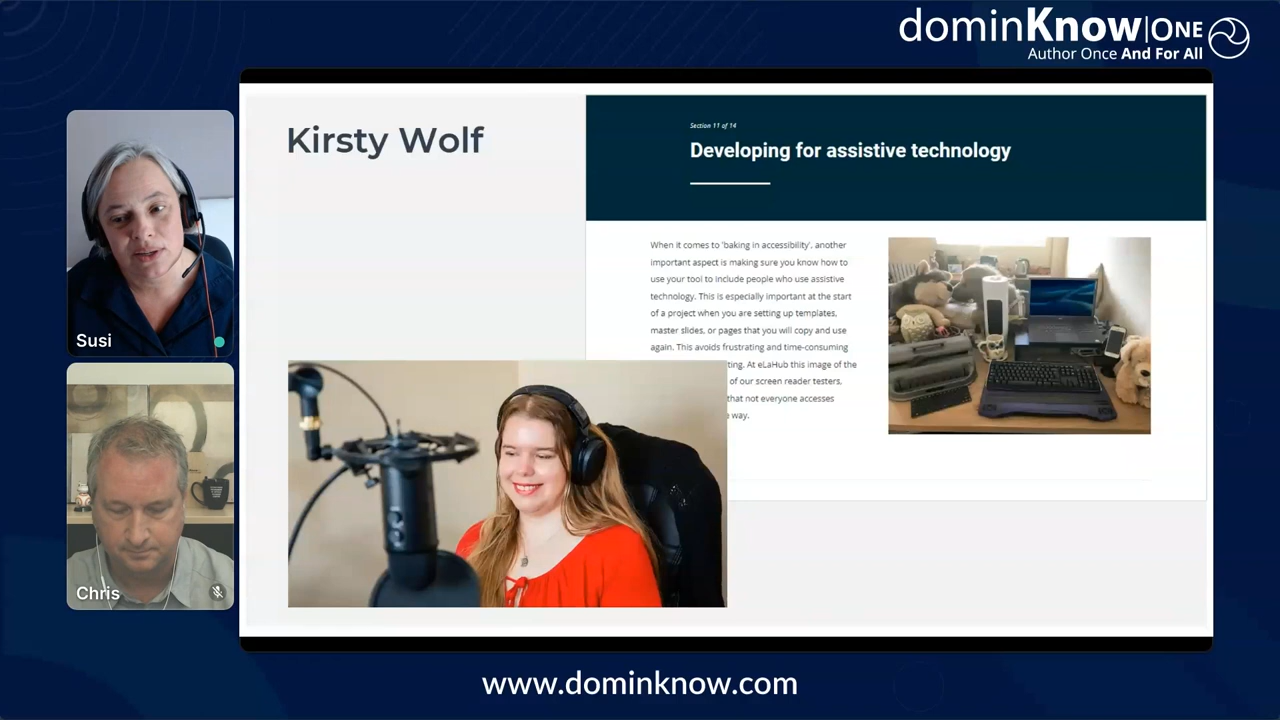 dominKnow|ONE
Author Once And For All
Susi
Chris
Kirsty Wolf
Section 11 of 14
Developing for assistive technology
When it comes to 'baking in accessibility', another
important aspect is making sure you know how to
use your tool to include people who use assistive
technology. This is especially important at the start
of a project when you are setting up templates,
master slides, or pages that you will copy and use
again. This avoids frustrating and time-consuming
ting. At eLaHub this image of the
of our screen reader testers,
that not everyone accesses
e way.
www.dominknow.com